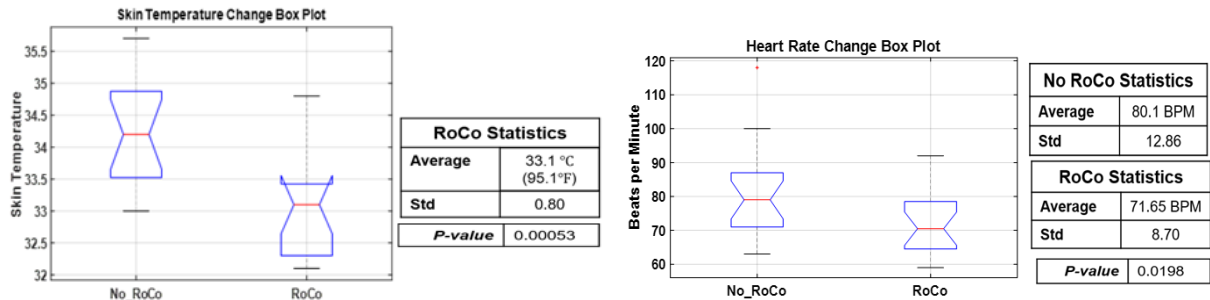 Skin Temperature Change Box Plot
Skin Temperature
35.5
35
34.5
34
33.5
33
32.5
32
No_RoCo
RoCo
RoCo Statistics
Average 33.1 °C
(95.1°F)
Std 0.80
P-value 0.00053
Heart Rate Change Box Plot
Beats per Minute
120
110
100
90
80
70
60
No_RoCo
RoCo
No RoCo Statistics
Average 80.1 BPM
Std 12.86
RoCo Statistics
Average 71.65 BPM
Std 8.70
P-value 0.0198